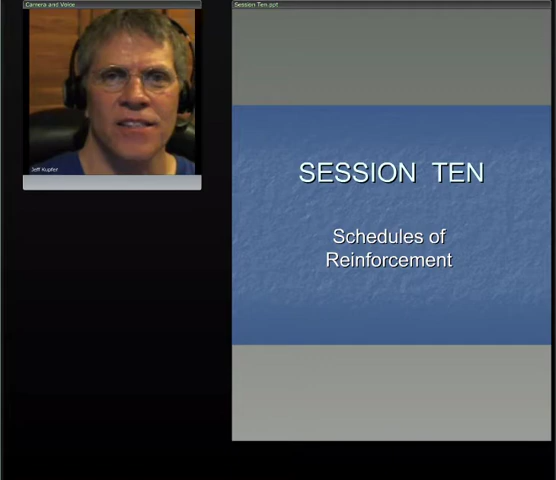 Camera and Voice
Session Ten.ppt
Jeff Kupfer
SESSION TEN
Schedules of
Reinforcement